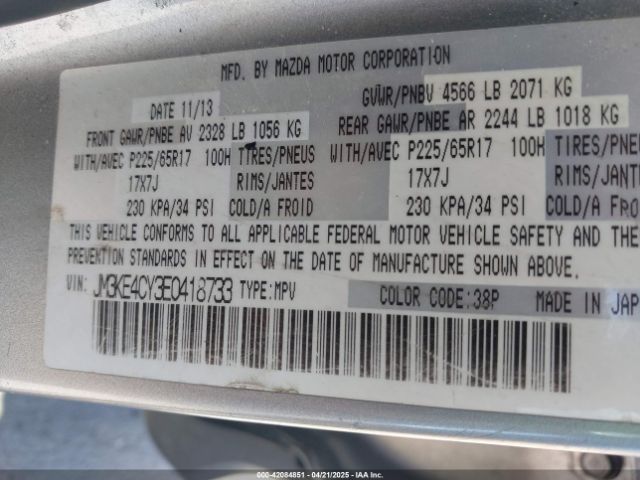 MFD. BY MAZDA MOTOR CORPORATION
DATE 11/13 GVWR/PNBV 4566 LB 2071 KG
FRONT GAWR/PNBE AV 2328 LB 1056 KG REAR GAWR/PNBE AR 2244 LB 1018 KG
WITH/AVEC P225/65R17 100H TIRES/PNEUS WITH/AVEC P225/65R17 100H TIRES/PNEU
17X7J RIMS/JANTES 17X7J RIMS/JANTES
230 KPA/34 PSI COLD/A FROID 230 KPA/34 PSI COLD/A FROID
THIS VEHICLE CONFORMS TO ALL APPLICABLE FEDERAL MOTOR VEHICLE SAFETY AND THE
PREVENTION STANDARDS IN EFFECT ON THE DATE OF MANUFACTURE SHOWN ABOVE.
VIN: JM3KE4CY3E0418733 TYPE:MPV COLOR CODE:38P MADE IN JAP
000-42084851 - 04/21/2025 - IAA Inc.